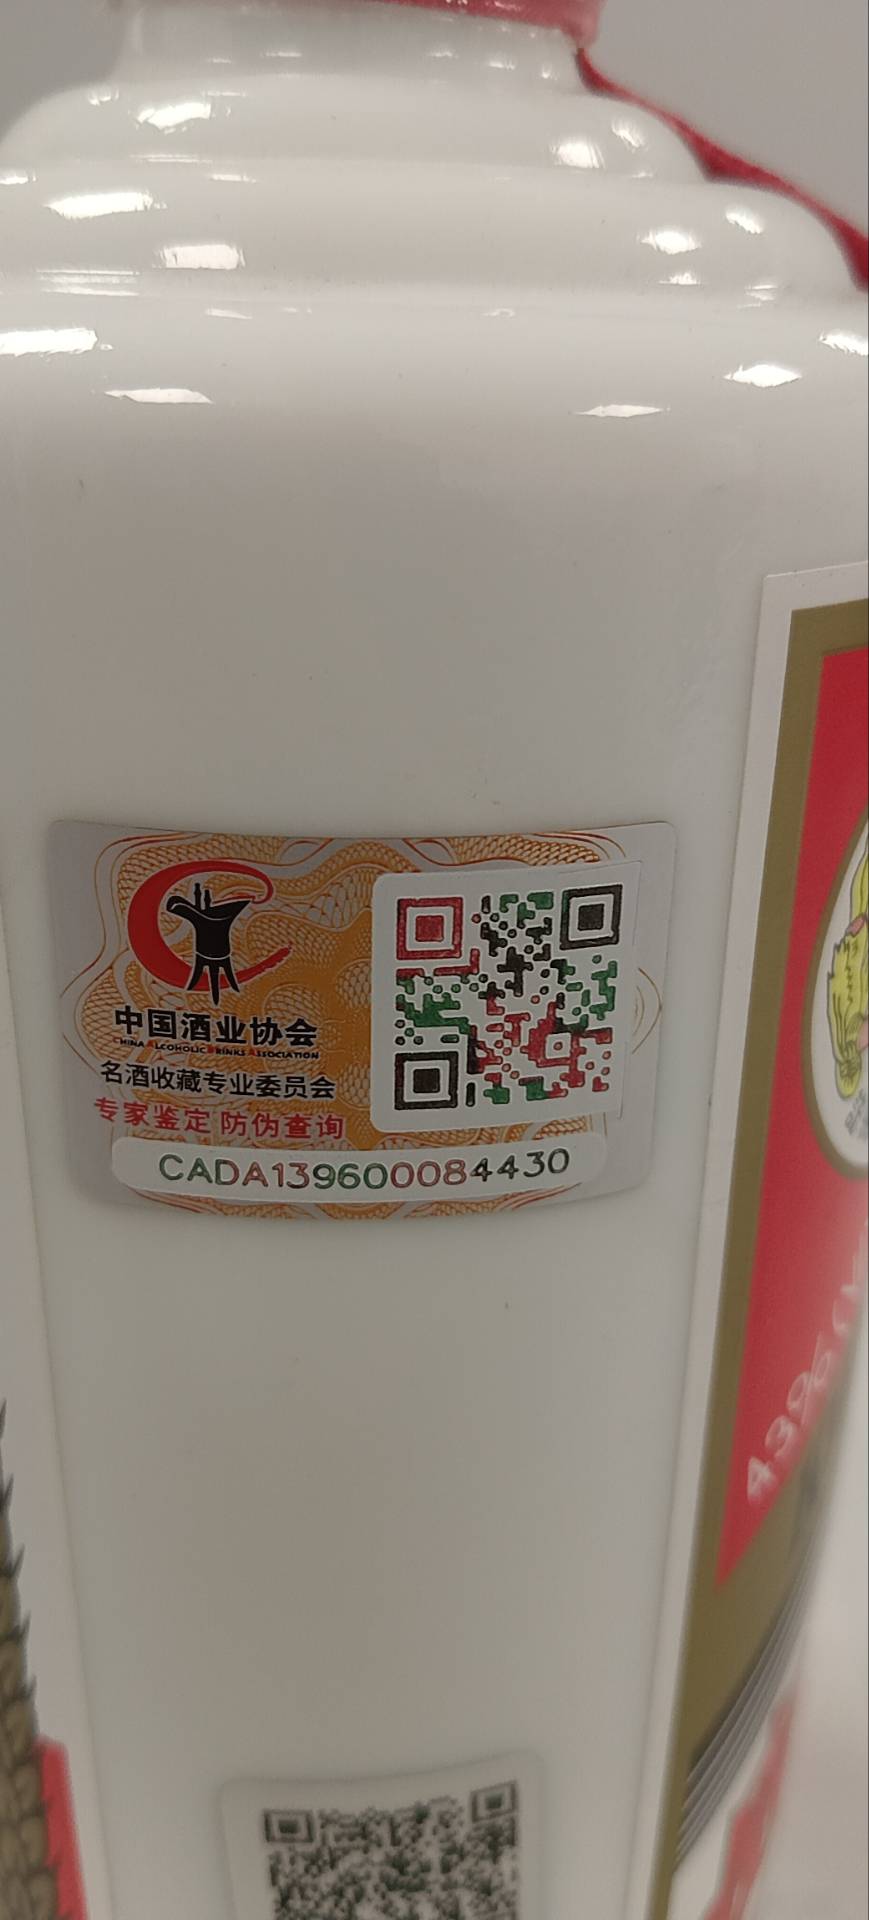 中国酒业协会
CHINA ALCOHOLIC DRINKS ASSOCIATION
名酒收藏专业委员会
专家鉴定 防伪查询
CADA139600084430
43%